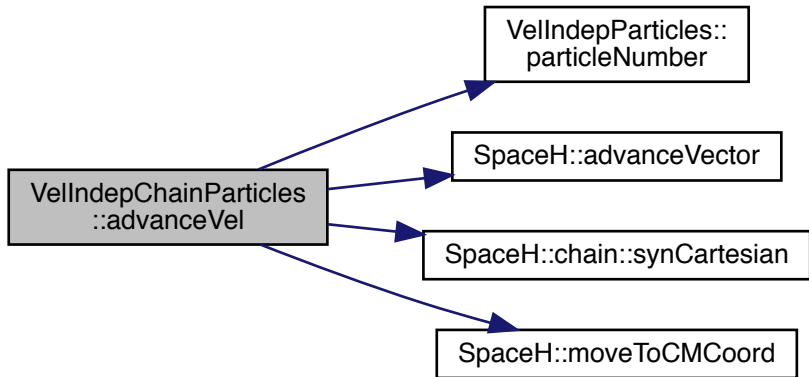 VelIndepParticles::
particleNumber
SpaceH::advanceVector
VelIndepChainParticles
::advanceVel
SpaceH::chain::synCartesian
SpaceH::moveToCMCoord